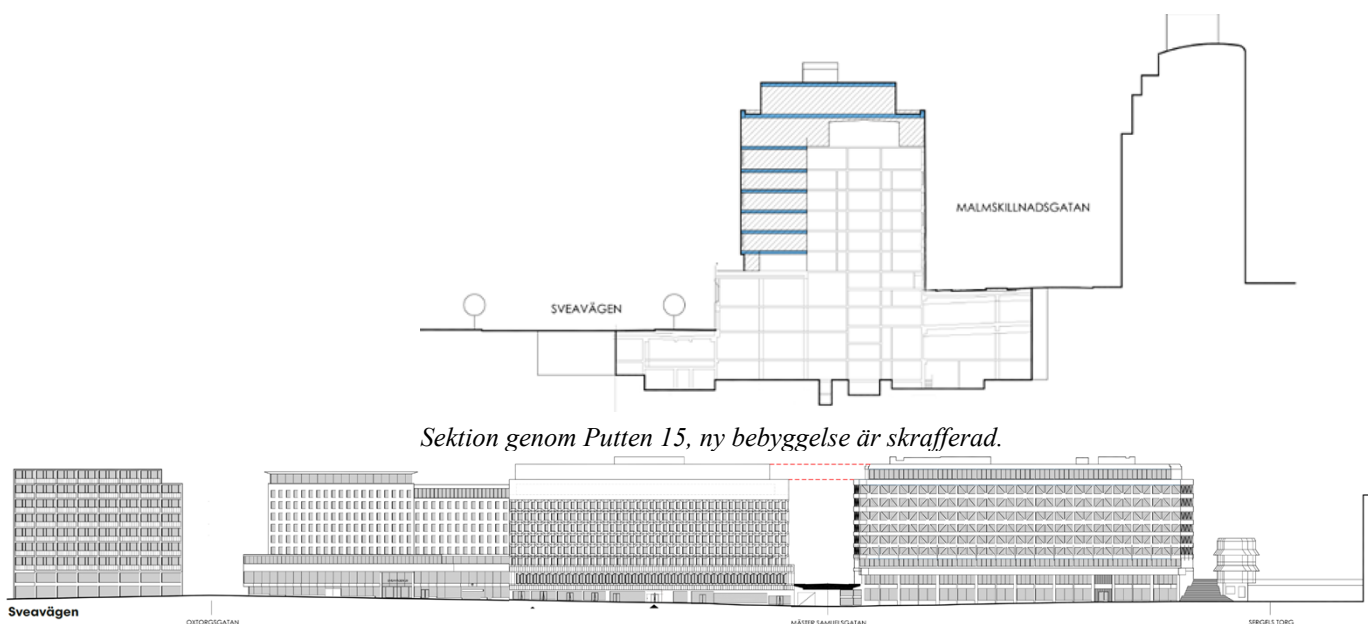 MALMSKILLNADSGATAN
SVEAVÄGEN
Sektion genom Putten 15, ny bebyggelse är skrafferad.
Sveavägen
OXTORGSGATAN
MÄSTER SAMUELSGATAN
SERGELS TORG